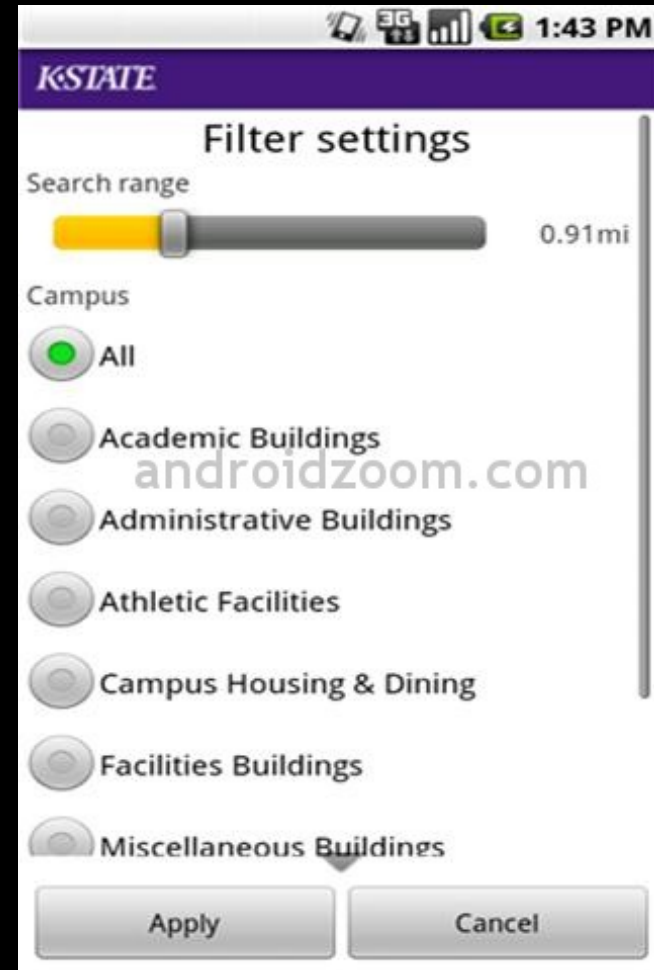 3G 1:43 PM
K-STATE
Filter settings
Search range
0.91mi
Campus
All
Academic Buildings
androidzoom.com
Administrative Buildings
Athletic Facilities
Campus Housing & Dining
Facilities Buildings
Miscellaneous Buildings
Apply Cancel